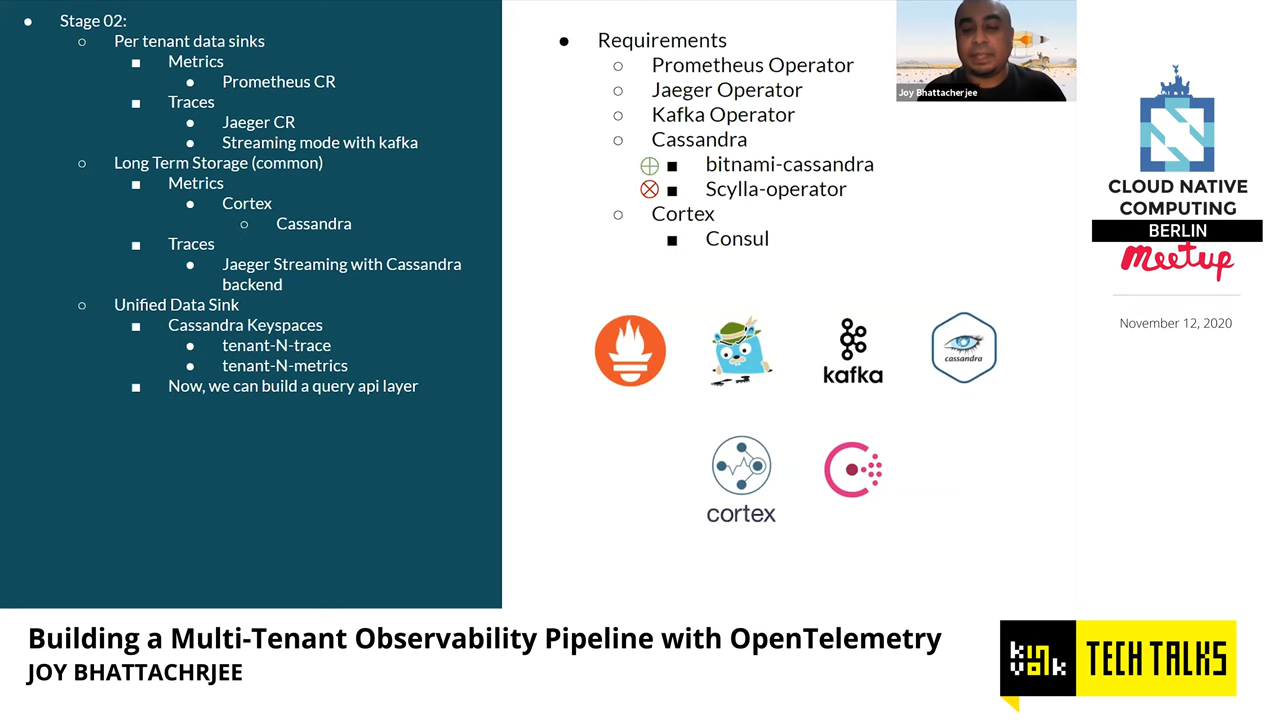 Stage 02:
Per tenant data sinks
Metrics
Prometheus CR
Traces
Jaeger CR
Streaming mode with kafka
Long Term Storage (common)
Metrics
Cortex
Cassandra
Traces
Jaeger Streaming with Cassandra
backend
Unified Data Sink
Cassandra Keyspaces
tenant-N-trace
tenant-N-metrics
Now, we can build a query api layer
Requirements
Prometheus Operator
Jaeger Operator
Kafka Operator
Cassandra
bitnami-cassandra
Scylla-operator
Cortex
Consul
kafka
cassandra
cortex
Joy Bhattacherjee
CLOUD NATIVE
COMPUTING
BERLIN
meetup
November 12, 2020
Building a Multi-Tenant Observability Pipeline with OpenTelemetry
JOY BHATTACHRJEE
kinvolk
TECH TALKS